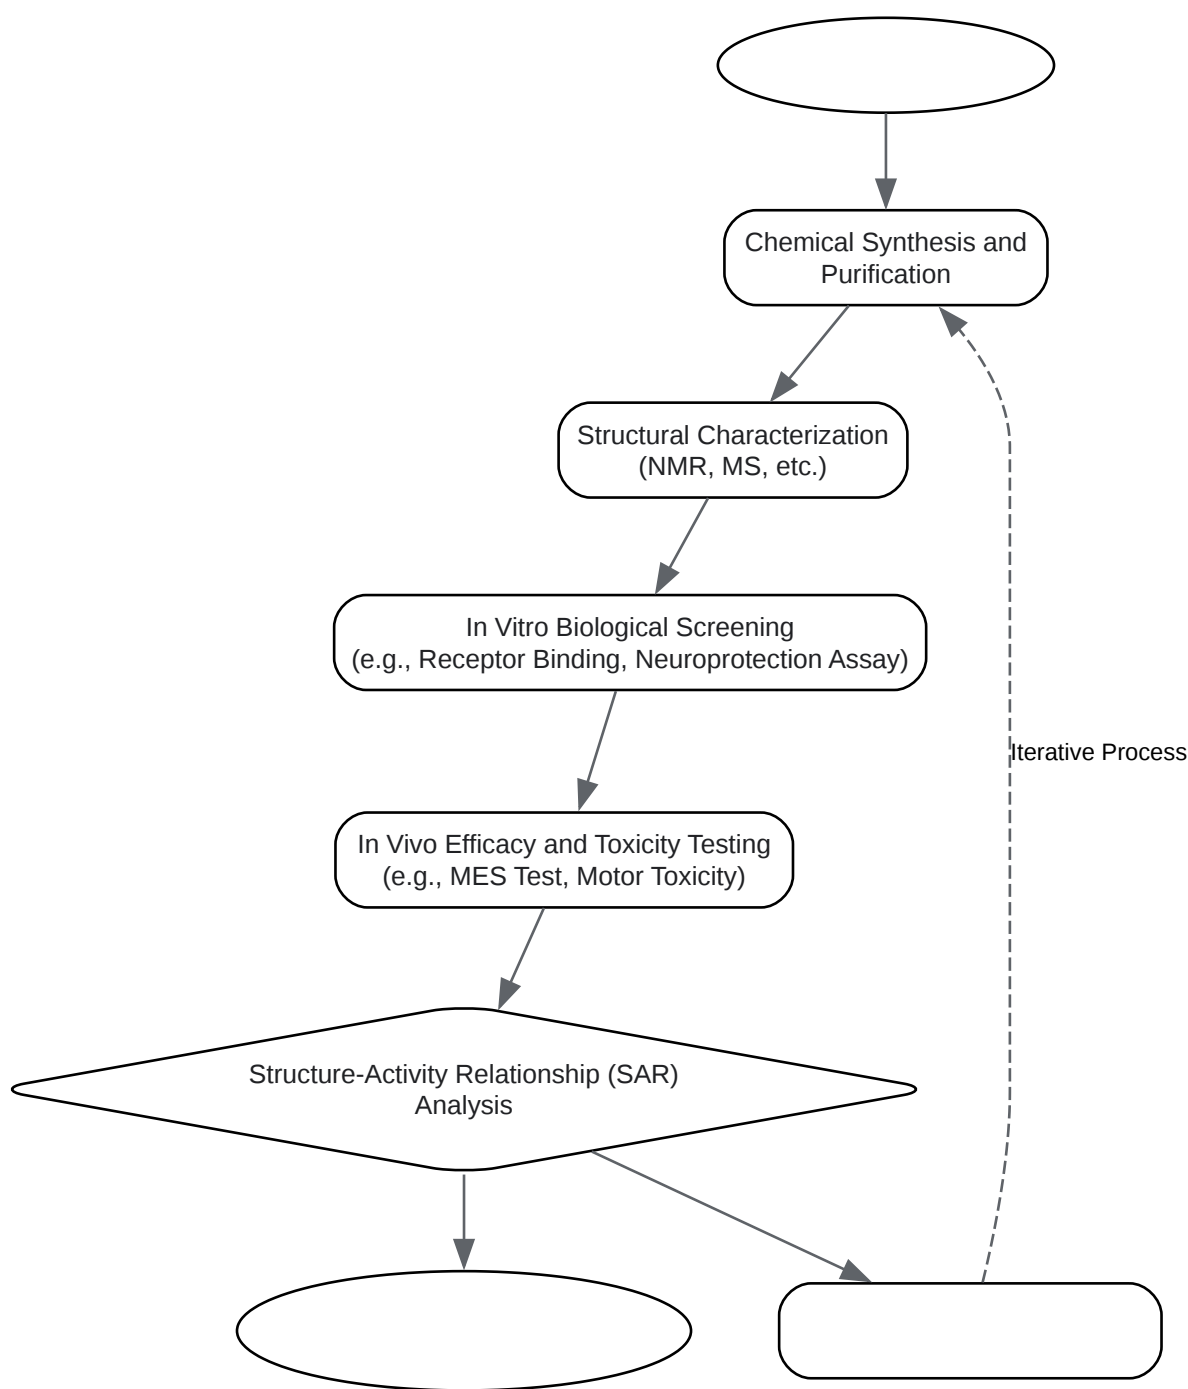 Chemical Synthesis and
Purification
Structural Characterization
(NMR, MS, etc.)
In Vitro Biological Screening
(e.g., Receptor Binding, Neuroprotection Assay)
Iterative Process
In Vivo Efficacy and Toxicity Testing
(e.g., MES Test, Motor Toxicity)
Structure-Activity Relationship (SAR)
Analysis